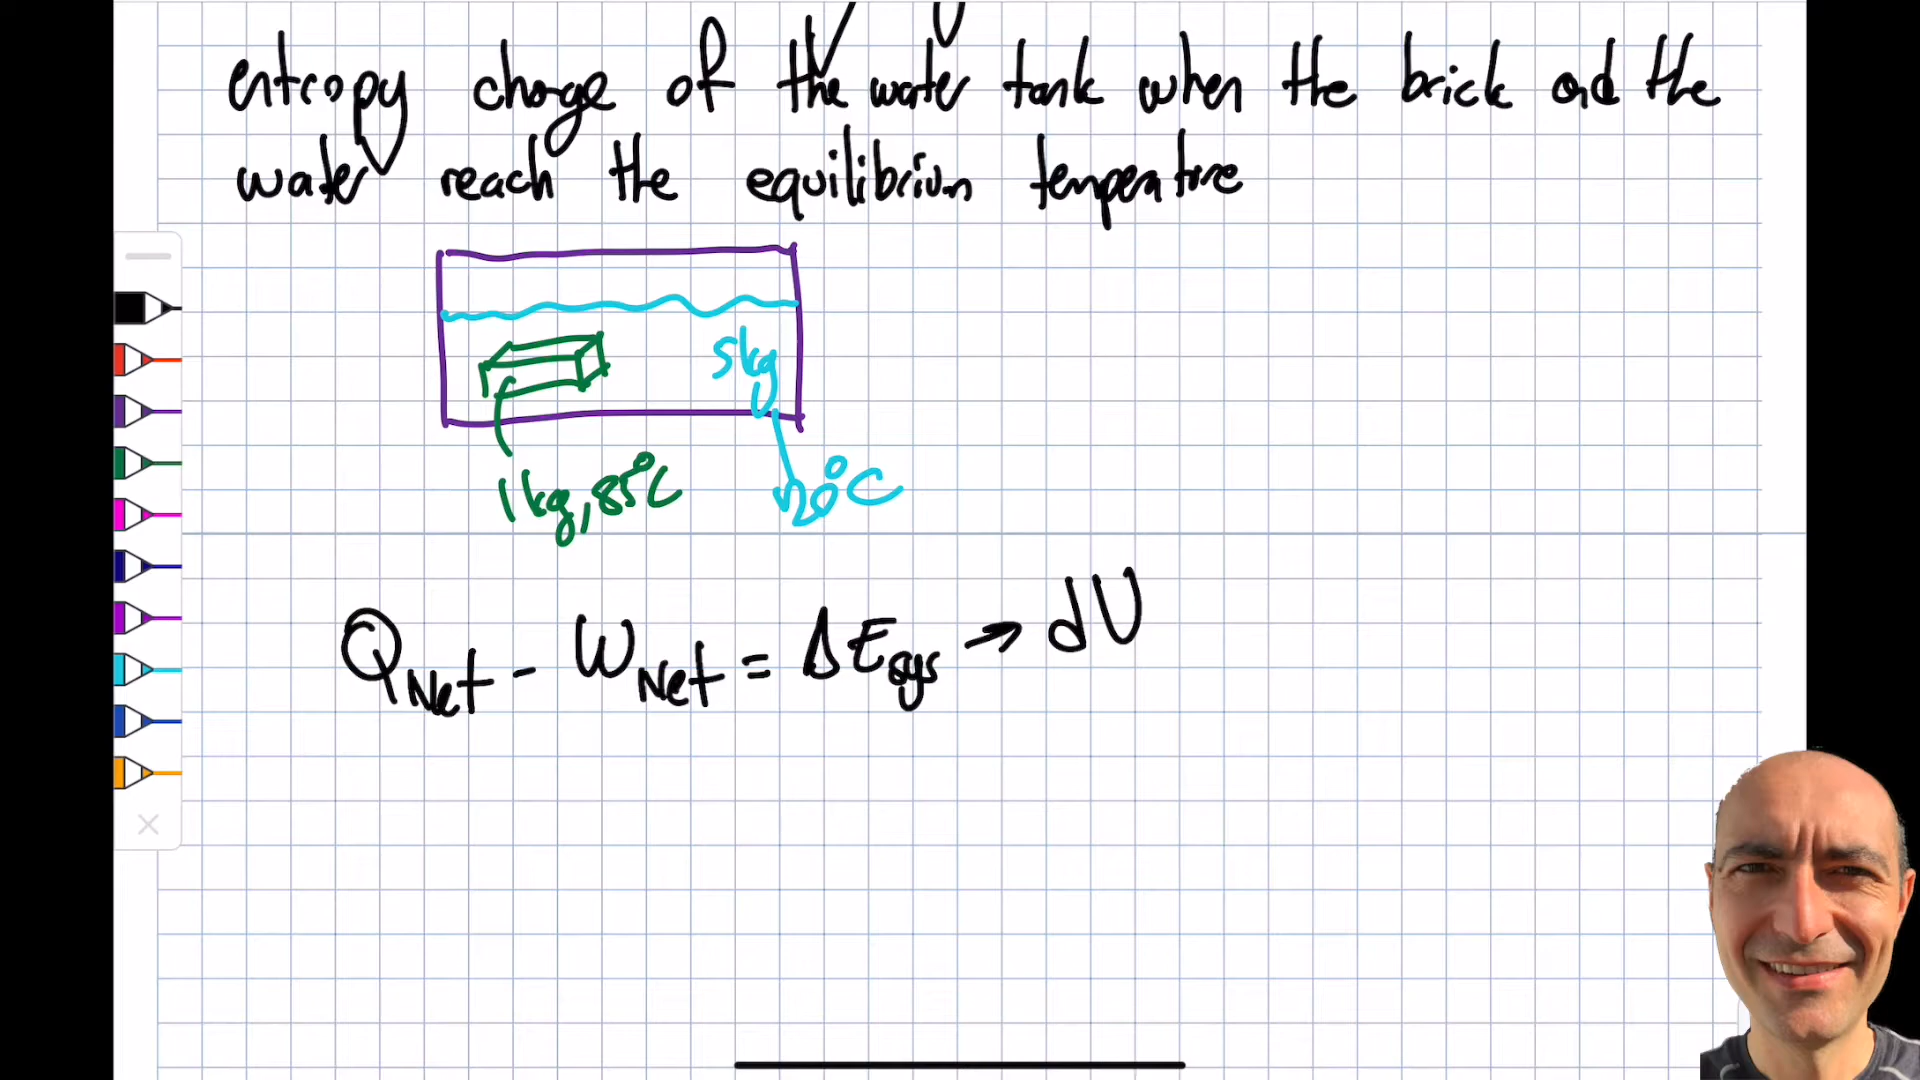 entropy change of the water tank when the brick and the
water reach the equilibrium temperature
5kg
1kg, 85°C
20°C
Q_Net - W_Net = ΔE_sys → dU